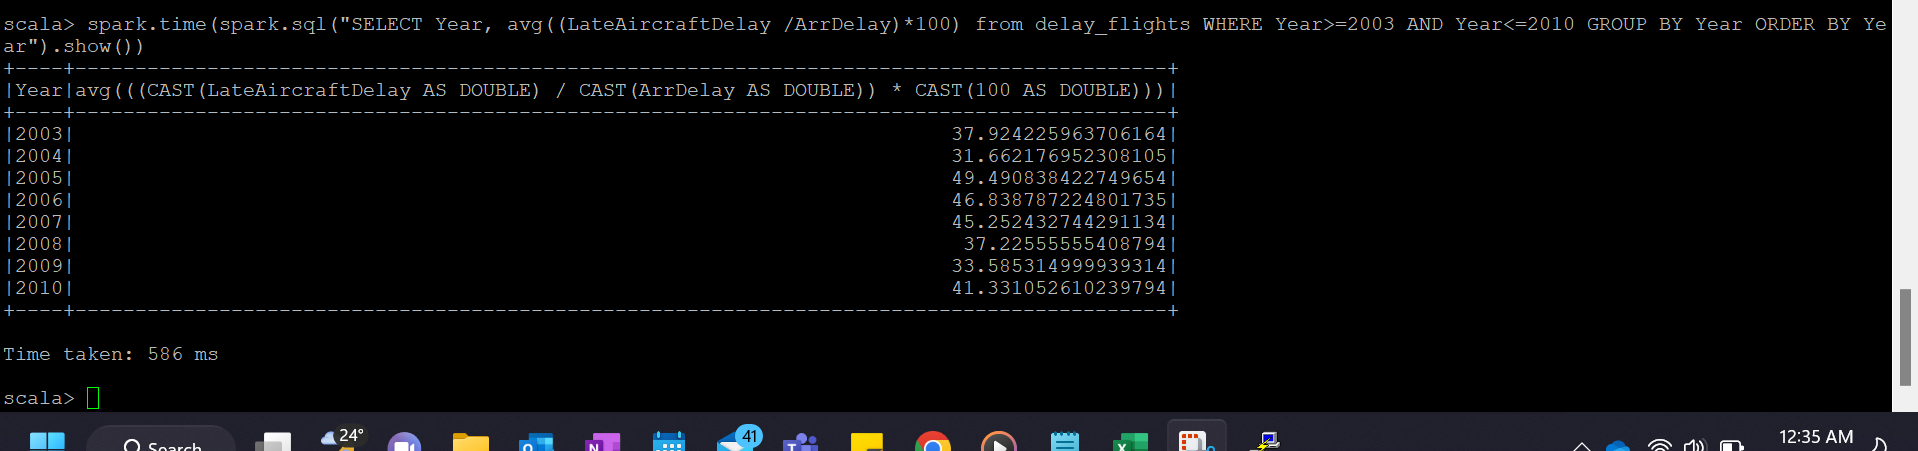 scala> spark.time(spark.sql("SELECT Year, avg((LateAircraftDelay /ArrDelay)*100) from delay_flights WHERE Year>=2003 AND Year<=2010 GROUP BY Year ORDER BY Ye
ar").show())
+----+-------------------------------------------------------------------------------------------+
|Year|avg(((CAST(LateAircraftDelay AS DOUBLE) / CAST(ArrDelay AS DOUBLE)) * CAST(100 AS DOUBLE)))|
+----+-------------------------------------------------------------------------------------------+
|2003| 37.924225963706164|
|2004| 31.662176952308105|
|2005| 49.490838422749654|
|2006| 46.838787224801735|
|2007| 45.252432744291134|
|2008| 37.22555555408794|
|2009| 33.585314999939314|
|2010| 41.331052610239794|
+----+-------------------------------------------------------------------------------------------+
Time taken: 586 ms
scala>
Search
24°
41
12:35 AM